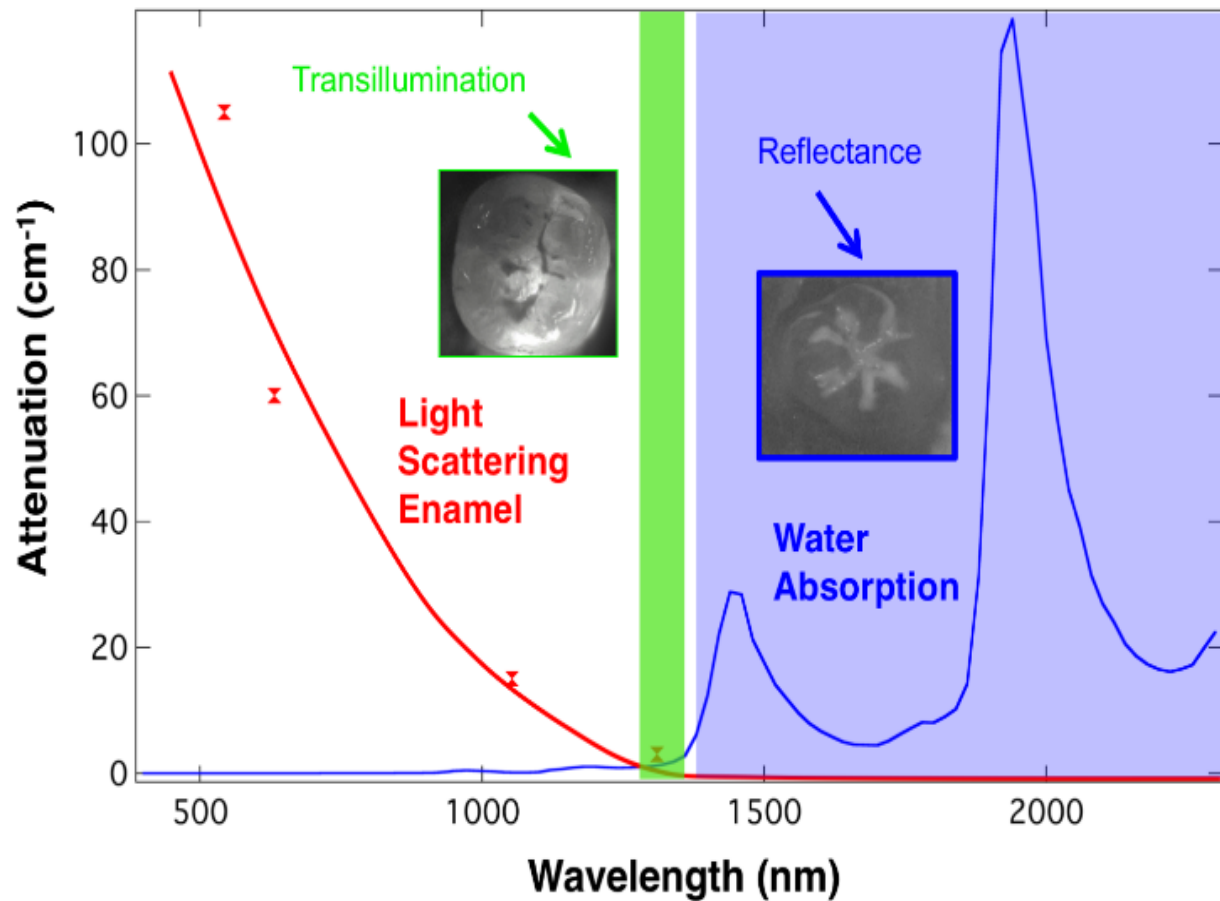 Transillumination
Reflectance
Light
Scattering
Enamel
Water
Absorption
Attenuation (cm⁻¹)
100
80
60
40
20
0
500
1000
1500
2000
Wavelength (nm)